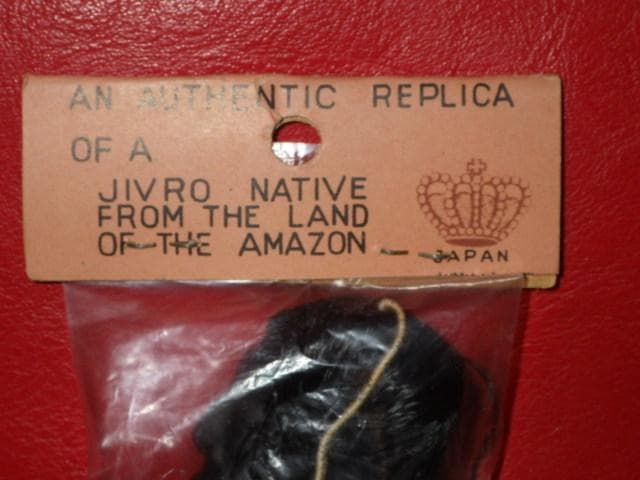 AN AUTHENTIC REPLICA
OF A
JIVRO NATIVE
FROM THE LAND
OF THE AMAZON
JAPAN